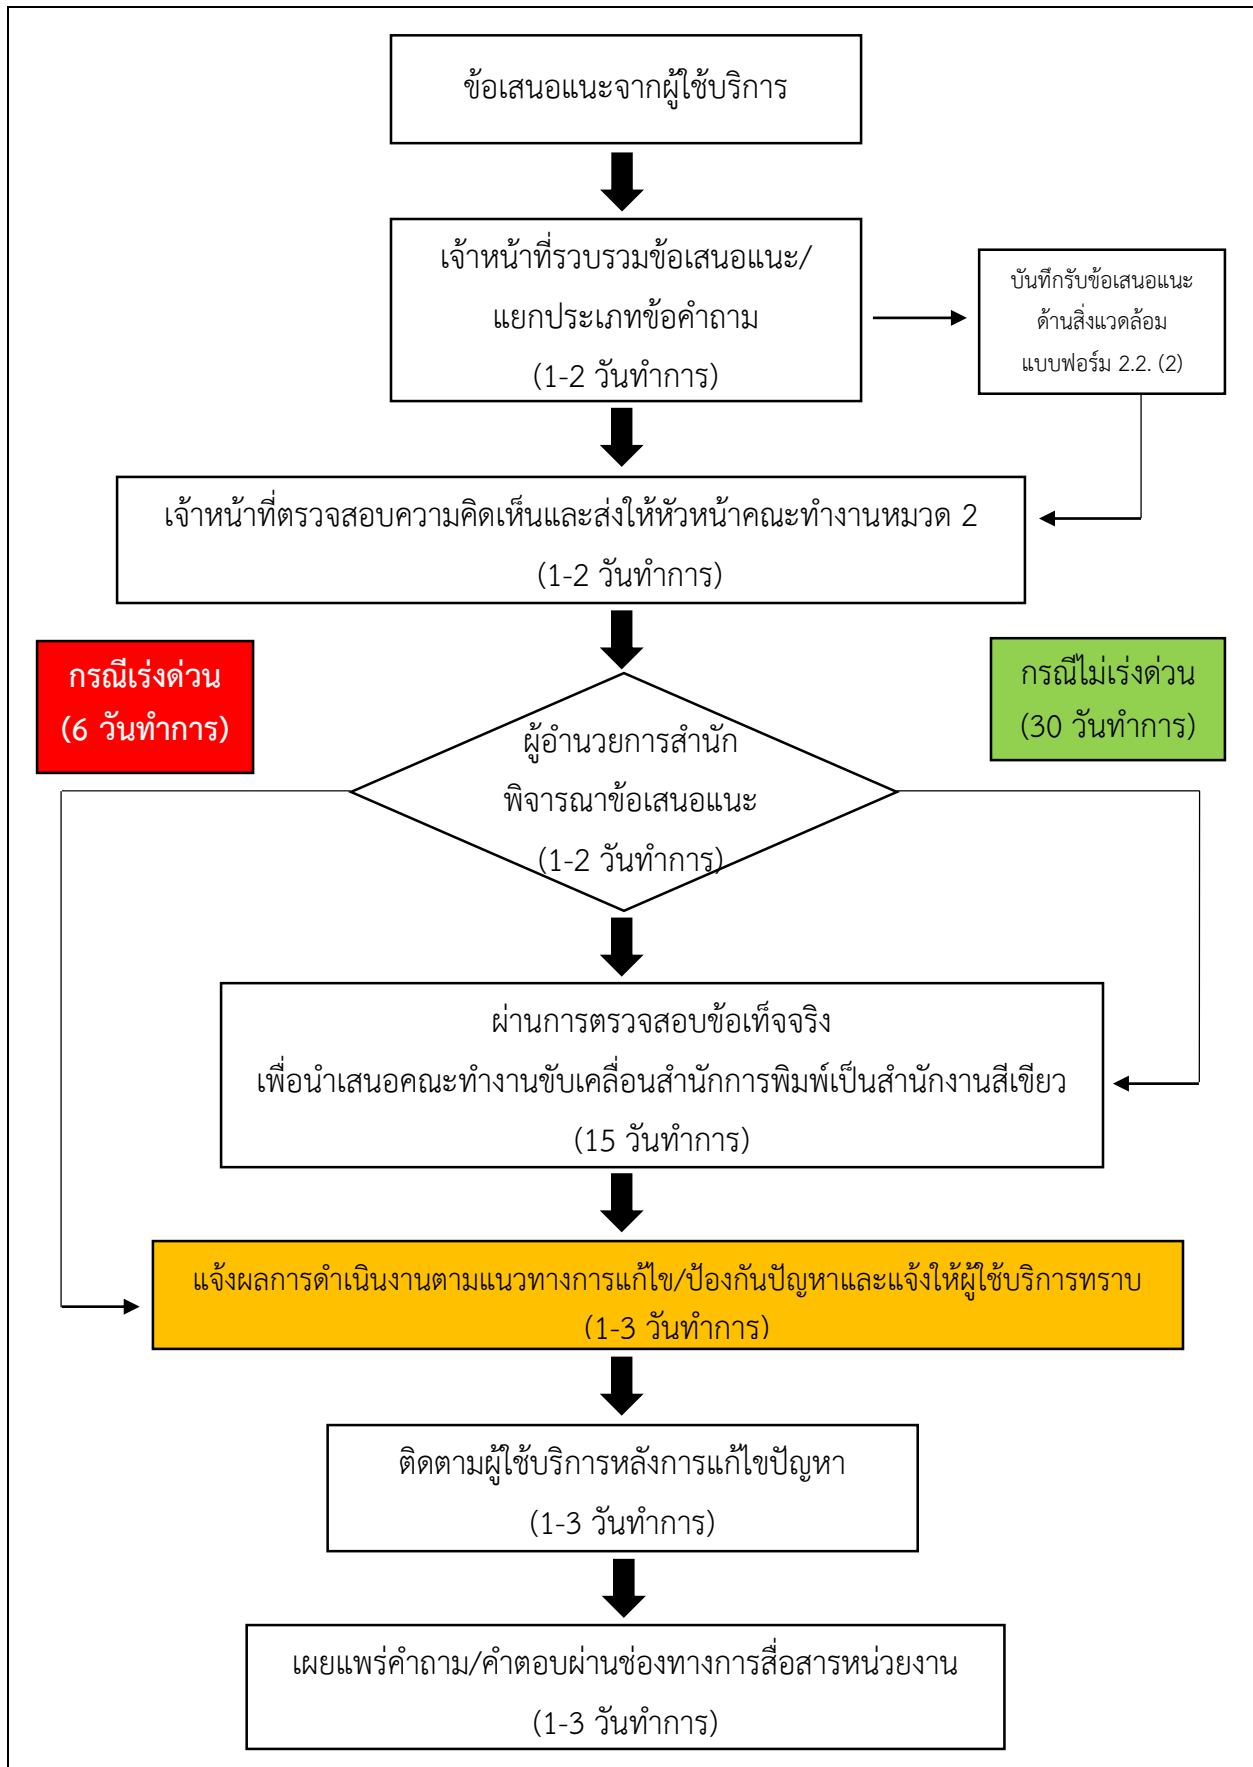 ข้อเสนอแนะจากผู้ใช้บริการ
เจ้าหน้าที่รวบรวมข้อเสนอแนะ/
แยกประเภทข้อคำถาม
(1-2 วันทำการ)
บันทึกรับข้อเสนอแนะ
ด้านสิ่งแวดล้อม
แบบฟอร์ม 2.2. (2)
เจ้าหน้าที่ตรวจสอบความคิดเห็นและส่งให้หัวหน้าคณะทำงานหมวด 2
(1-2 วันทำการ)
กรณีเร่งด่วน
(6 วันทำการ)
กรณีไม่เร่งด่วน
(30 วันทำการ)
ผู้อำนวยการสำนัก
พิจารณาข้อเสนอแนะ
(1-2 วันทำการ)
ผ่านการตรวจสอบข้อเท็จจริง
เพื่อนำเสนอคณะทำงานขับเคลื่อนสำนักการพิมพ์เป็นสำนักงานสีเขียว
(15 วันทำการ)
แจ้งผลการดำเนินงานตามแนวทางการแก้ไข/ป้องกันปัญหาและแจ้งให้ผู้ใช้บริการทราบ
(1-3 วันทำการ)
ติดตามผู้ใช้บริการหลังการแก้ไขปัญหา
(1-3 วันทำการ)
เผยแพร่คำถาม/คำตอบผ่านช่องทางการสื่อสารหน่วยงาน
(1-3 วันทำการ)